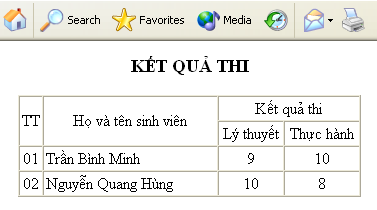 Search Favorites Media
KẾT QUẢ THI
TT Họ và tên sinh viên Kết quả thi
Lý thuyết Thực hành
01 Trần Bình Minh 9 10
02 Nguyễn Quang Hùng 10 8